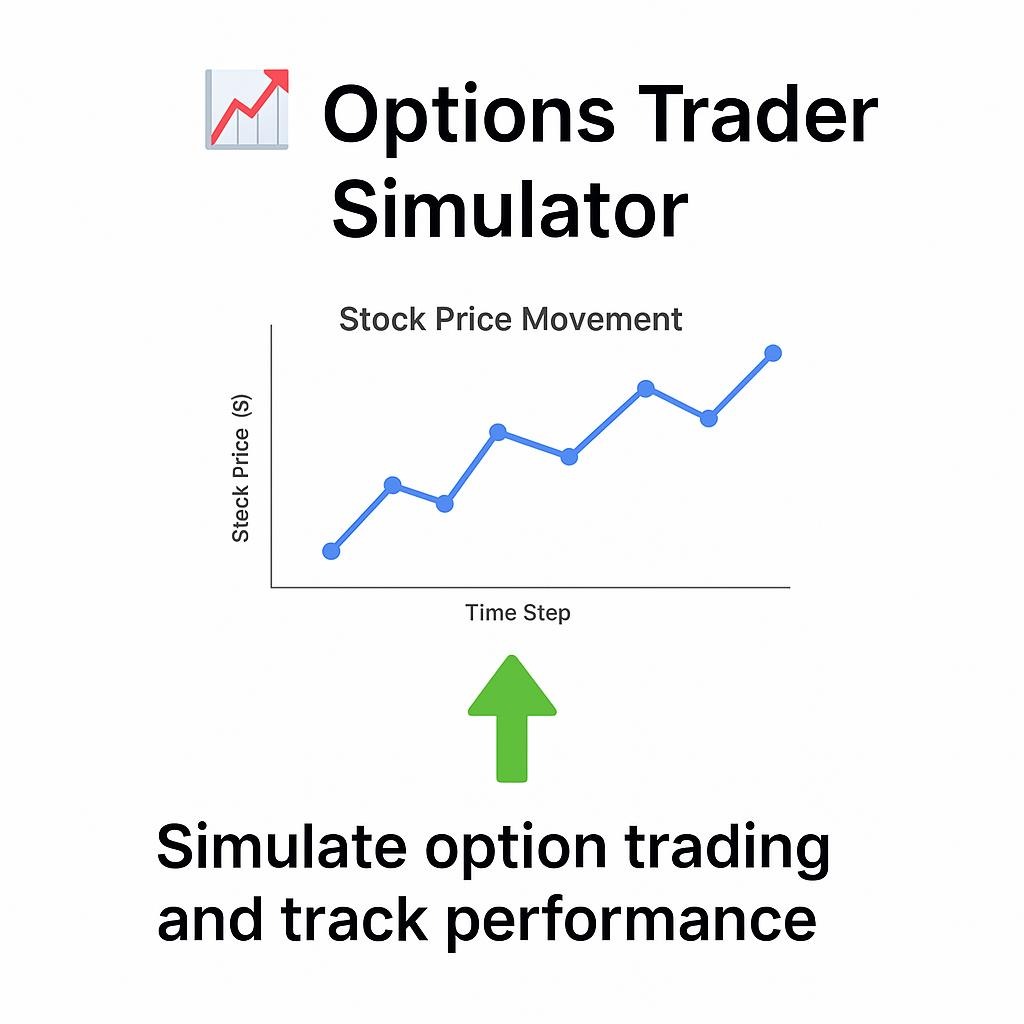 Options Trader
Simulator
Stock Price Movement
Steck Price ($)
Time Step
Simulate option trading
and track performance